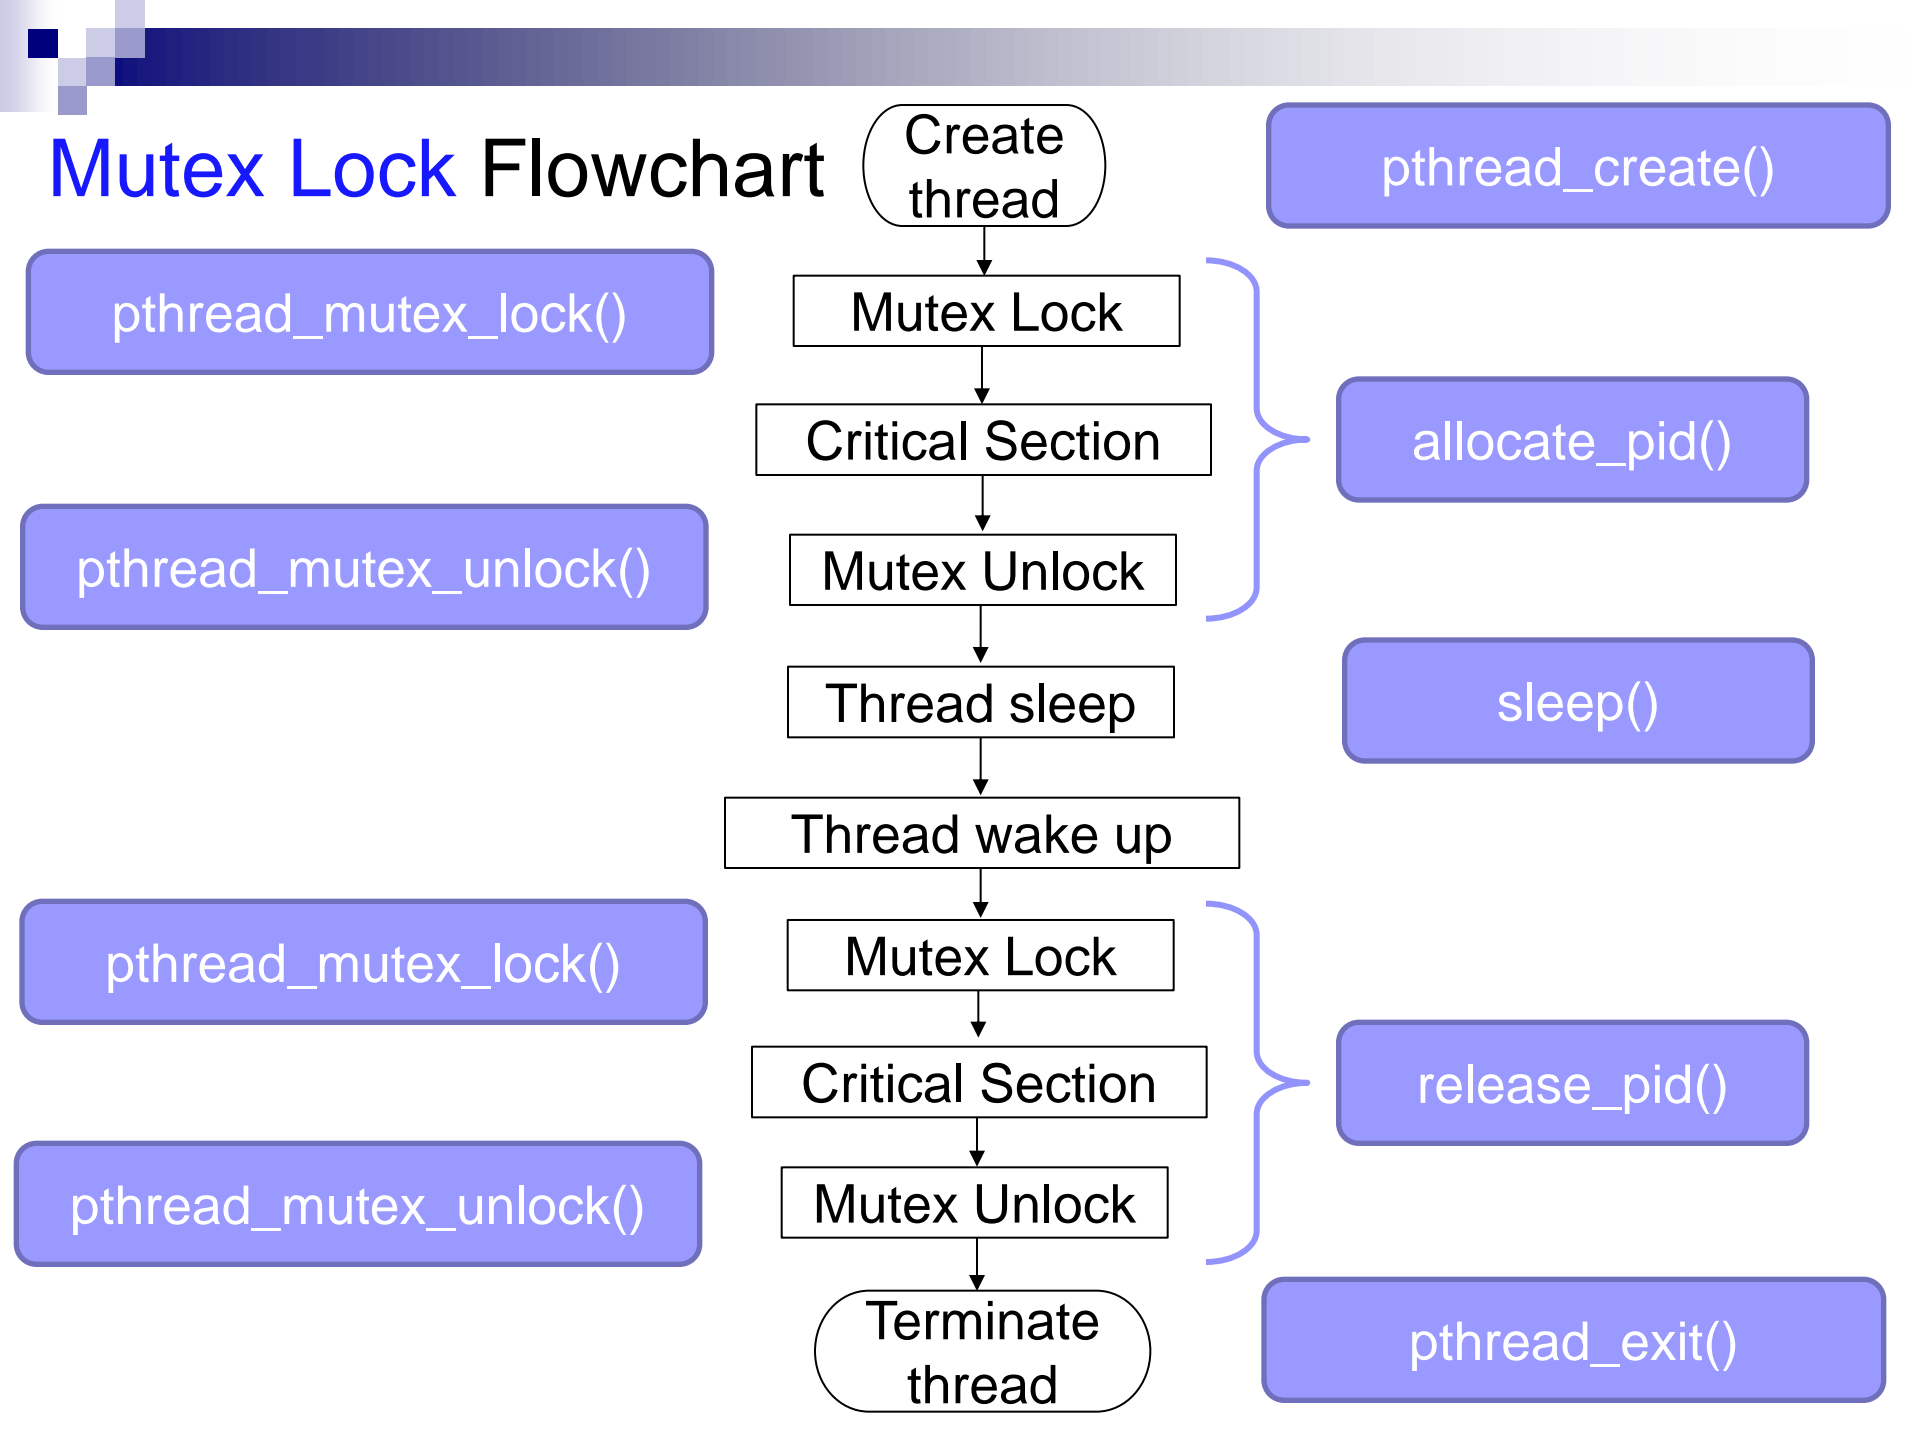 Mutex Lock Flowchart
Create
thread
pthread_create()
pthread_mutex_lock()
Mutex Lock
Critical Section
allocate_pid()
pthread_mutex_unlock()
Mutex Unlock
Thread sleep
sleep()
Thread wake up
pthread_mutex_lock()
Mutex Lock
Critical Section
release_pid()
pthread_mutex_unlock()
Mutex Unlock
Terminate
thread
pthread_exit()